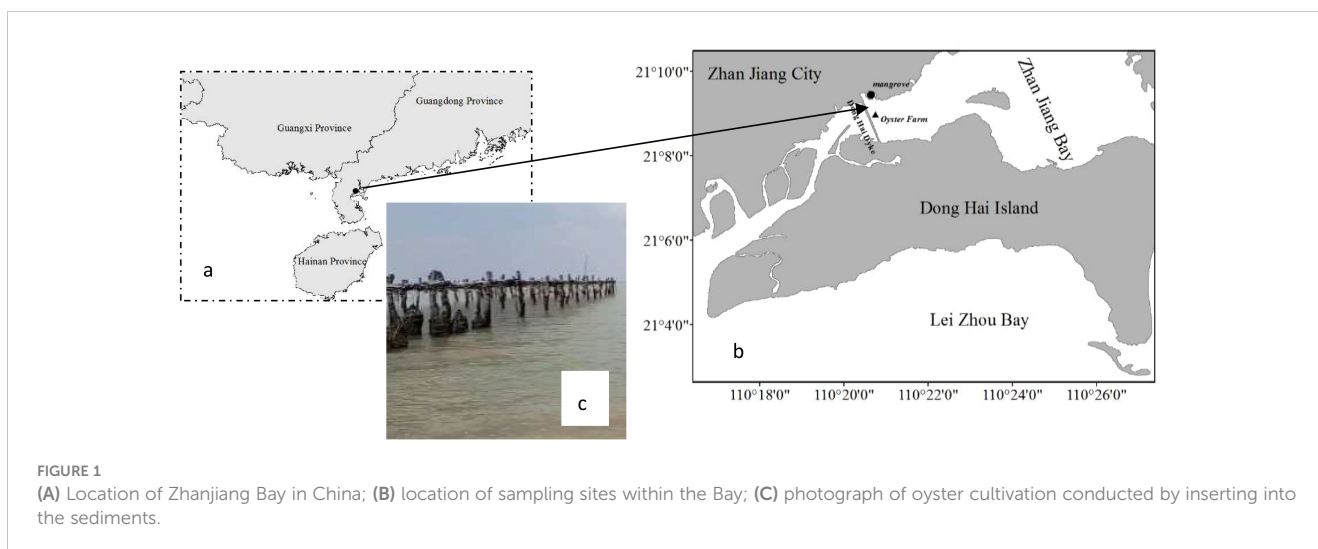 Guangdong Province
Guangxi Province
Hainan Province
a
c
21°10'0"
21°8'0"
21°6'0"
21°4'0"
Zhan Jiang City
mangrove
Oyster Farm
Dong Hai Dyke
Zhan Jiang Bay
Dong Hai Island
Lei Zhou Bay
b
110°18'0" 110°20'0" 110°22'0" 110°24'0" 110°26'0"
FIGURE 1
(A) Location of Zhanjiang Bay in China; (B) location of sampling sites within the Bay; (C) photograph of oyster cultivation conducted by inserting into
the sediments.